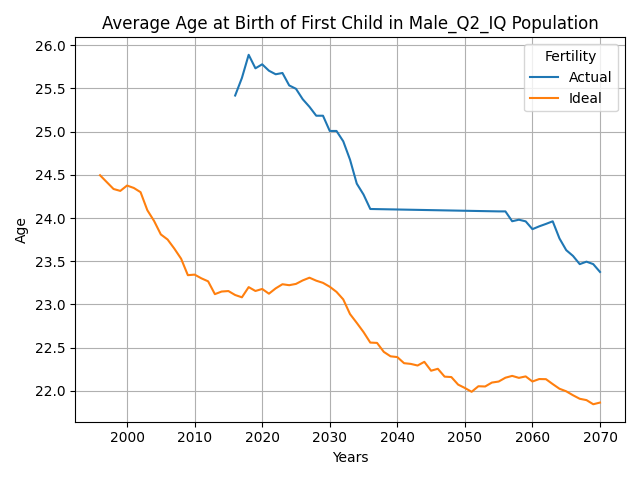 Average Age at Birth of First Child in Male_Q2_IQ Population
Fertility
Actual
Ideal
Age
26.0
25.5
25.0
24.5
24.0
23.5
23.0
22.5
22.0
2000 2010 2020 2030 2040 2050 2060 2070
Years